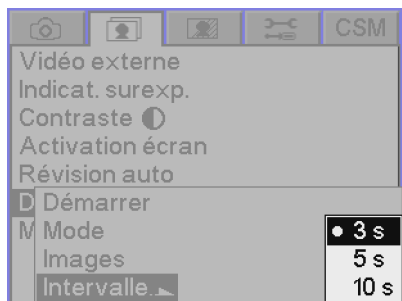 CSM
Vidéo externe
Indicat. surexp.
Contraste
Activation écran
Révision auto
D Démarrer
M Mode
3 s
Images
5 s
Intervalle
10 s